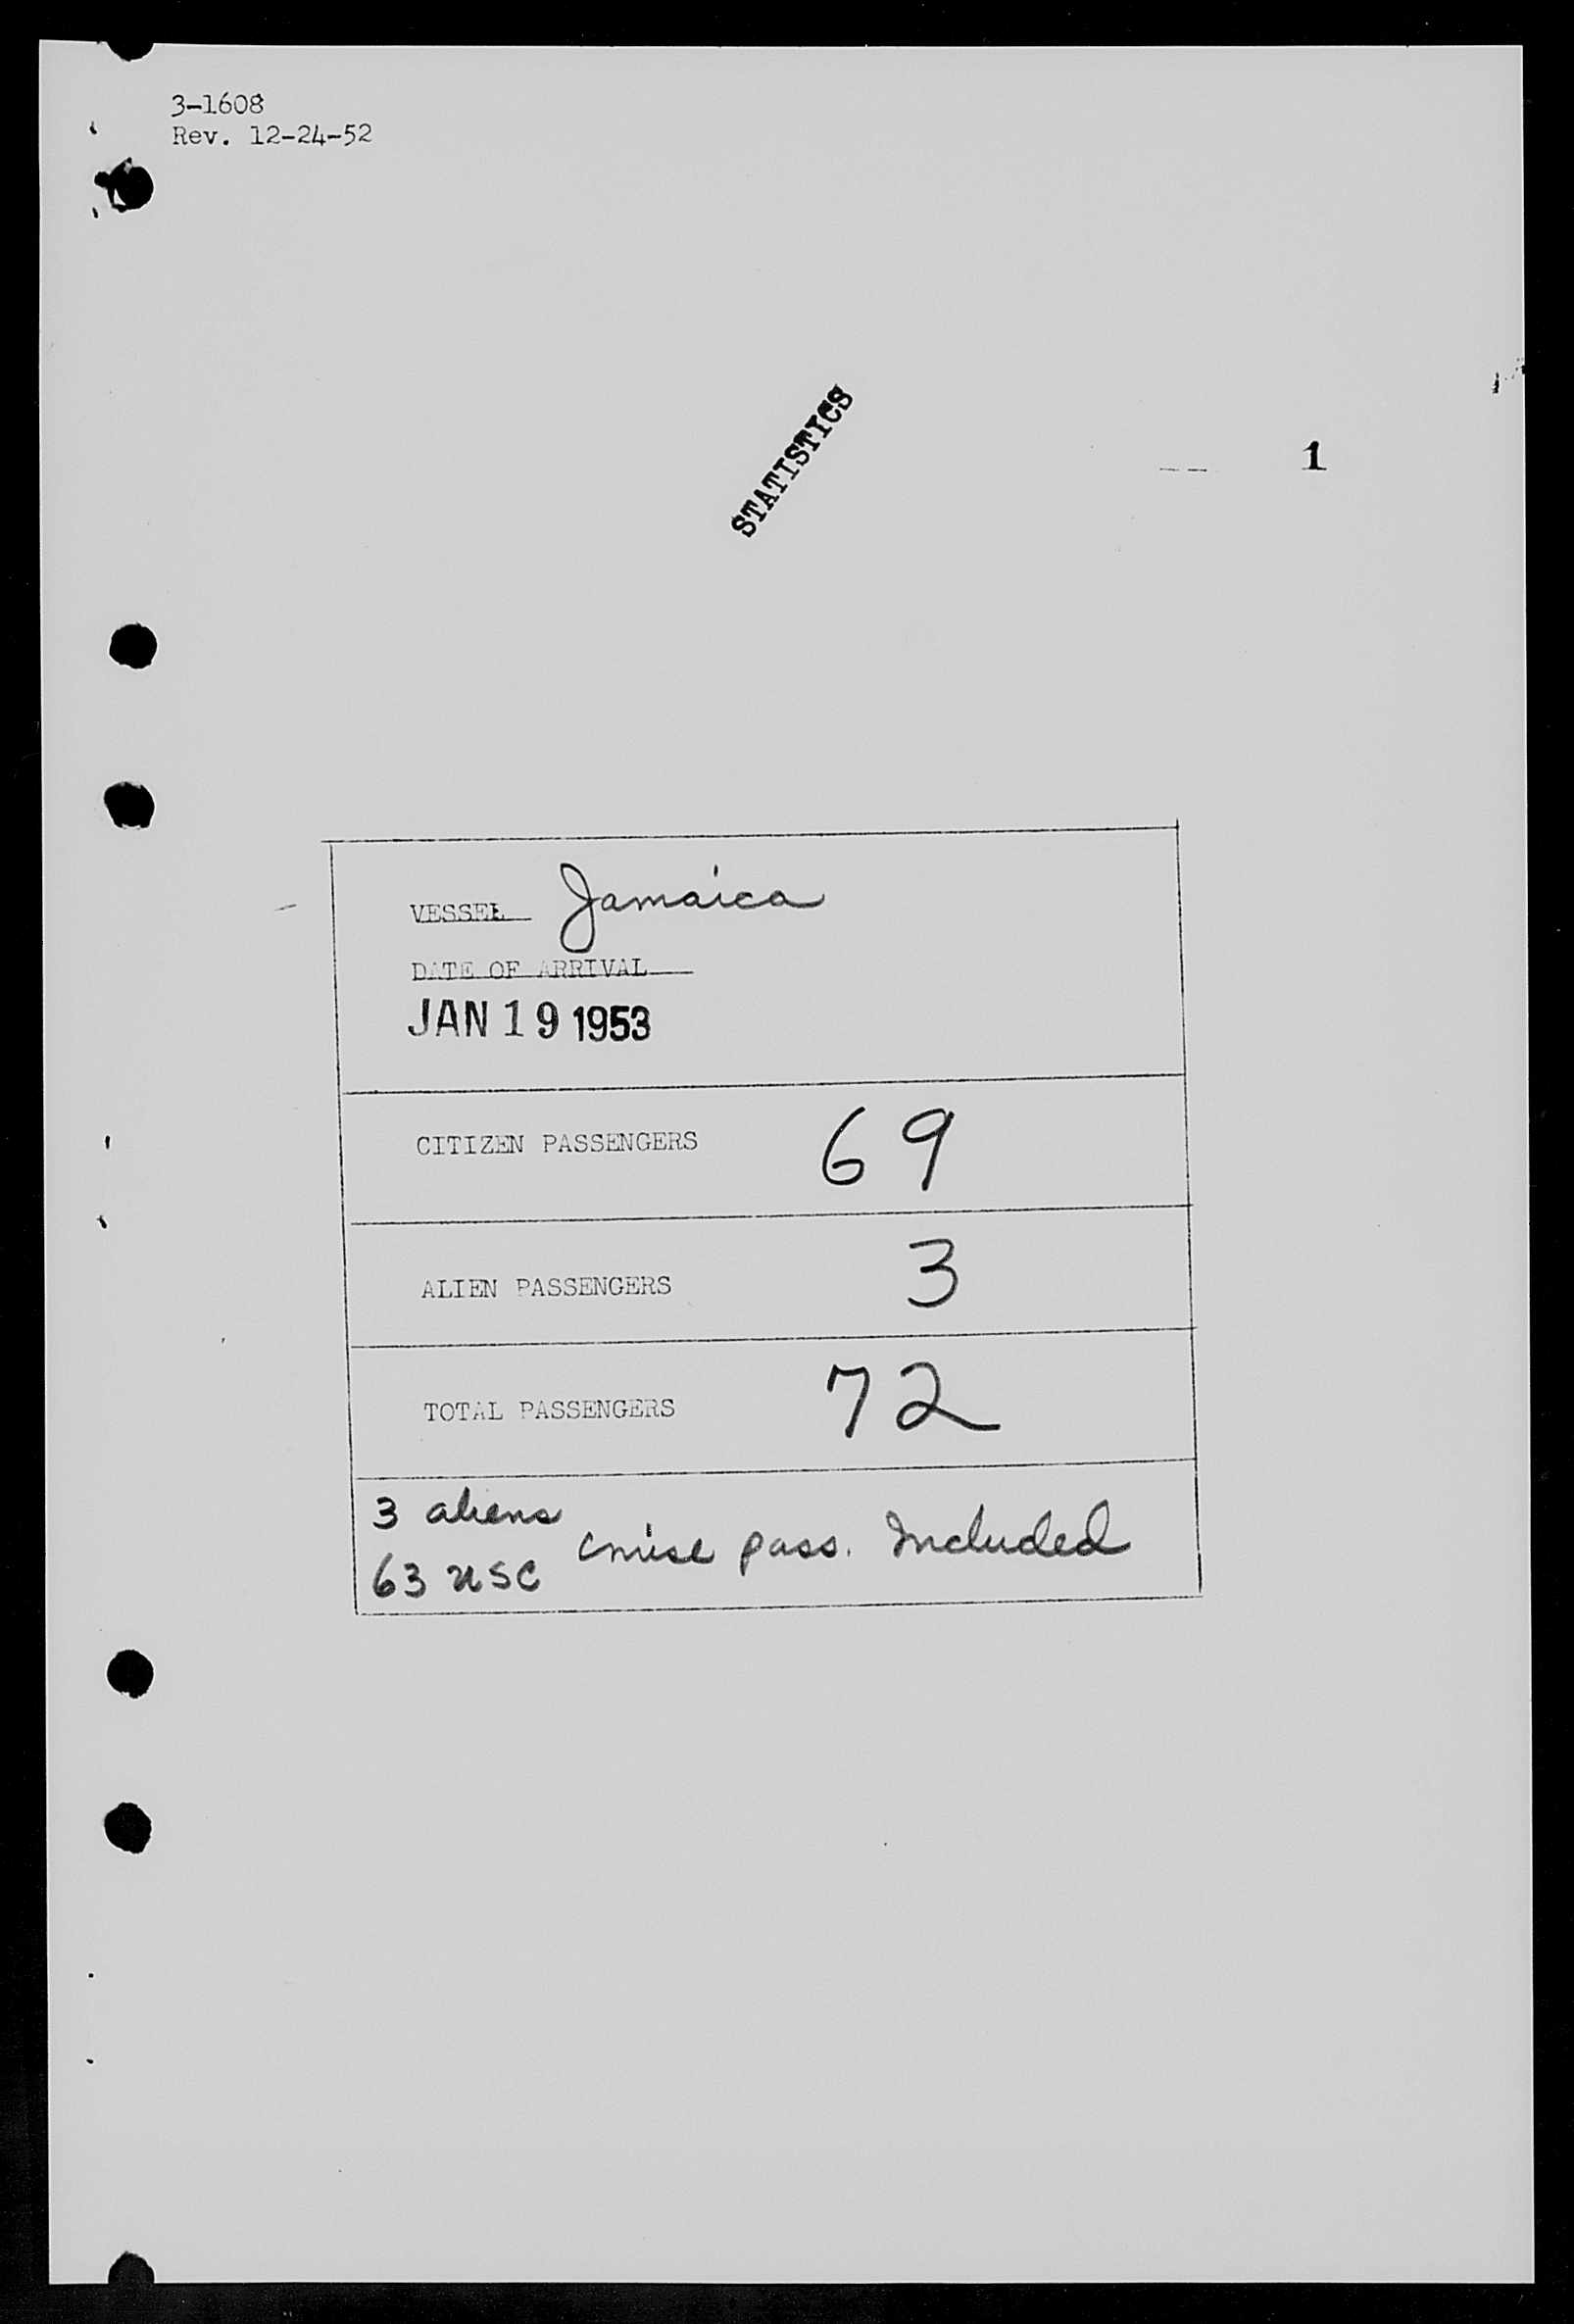 3-1608
Rev. 12-24-52
STATISTICS
1
VESSEL Jamaica
DATE OF ARRIVAL
JAN 19 1953
CITIZEN PASSENGERS 69
ALIEN PASSENGERS 3
TOTAL PASSENGERS 72
3 aliens
cruise pass. Included
63 USC